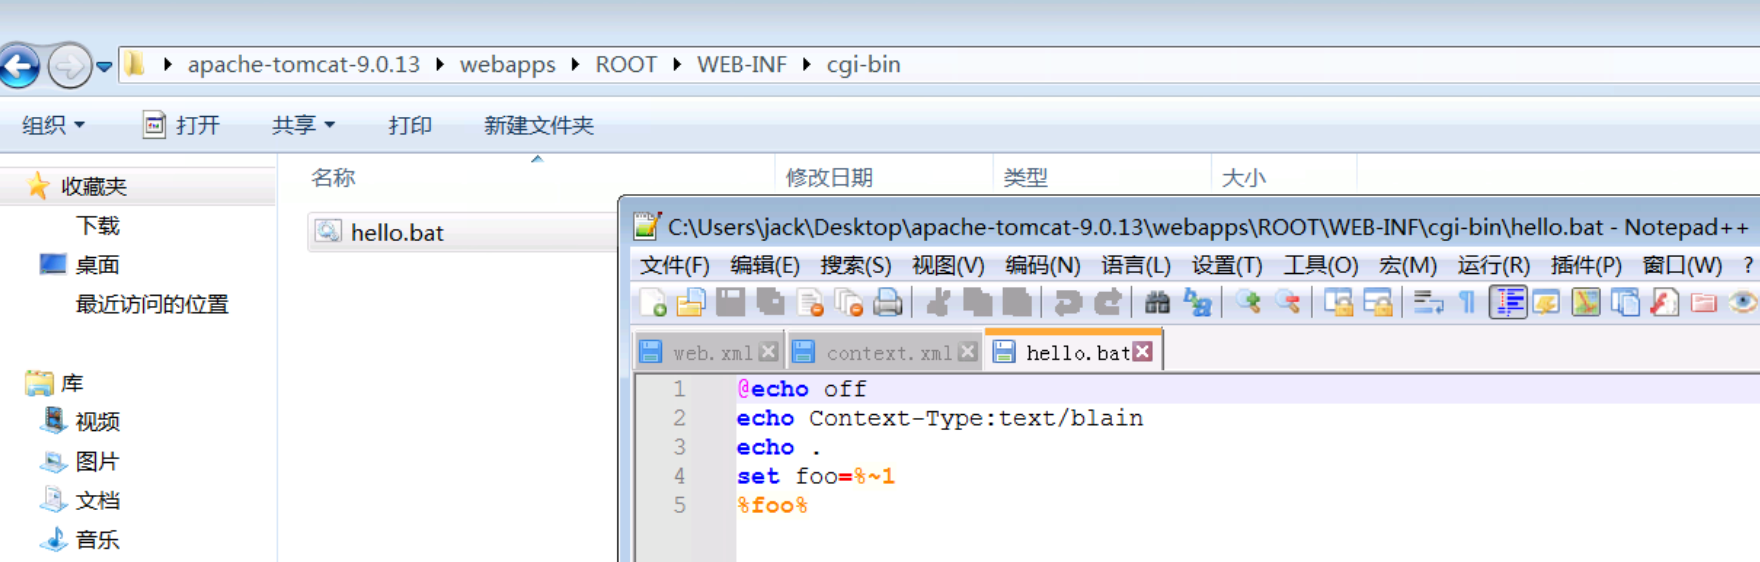 apache-tomcat-9.0.13 webapps ROOT WEB-INF cgi-bin
组织 打开 共享 打印 新建文件夹
收藏夹
下载
桌面
最近访问的位置
库
视频
图片
文档
音乐
名称 修改日期 类型 大小
hello.bat
C:\Users\jack\Desktop\apache-tomcat-9.0.13\webapps\ROOT\WEB-INF\cgi-bin\hello.bat - Notepad++
文件(F) 编辑(E) 搜索(S) 视图(V) 编码(N) 语言(L) 设置(T) 工具(O) 宏(M) 运行(R) 插件(P) 窗口(W) ?
web.xml context.xml hello.bat
1 @echo off
2 echo Context-Type:text/blain
3 echo .
4 set foo=%~1
5 %foo%